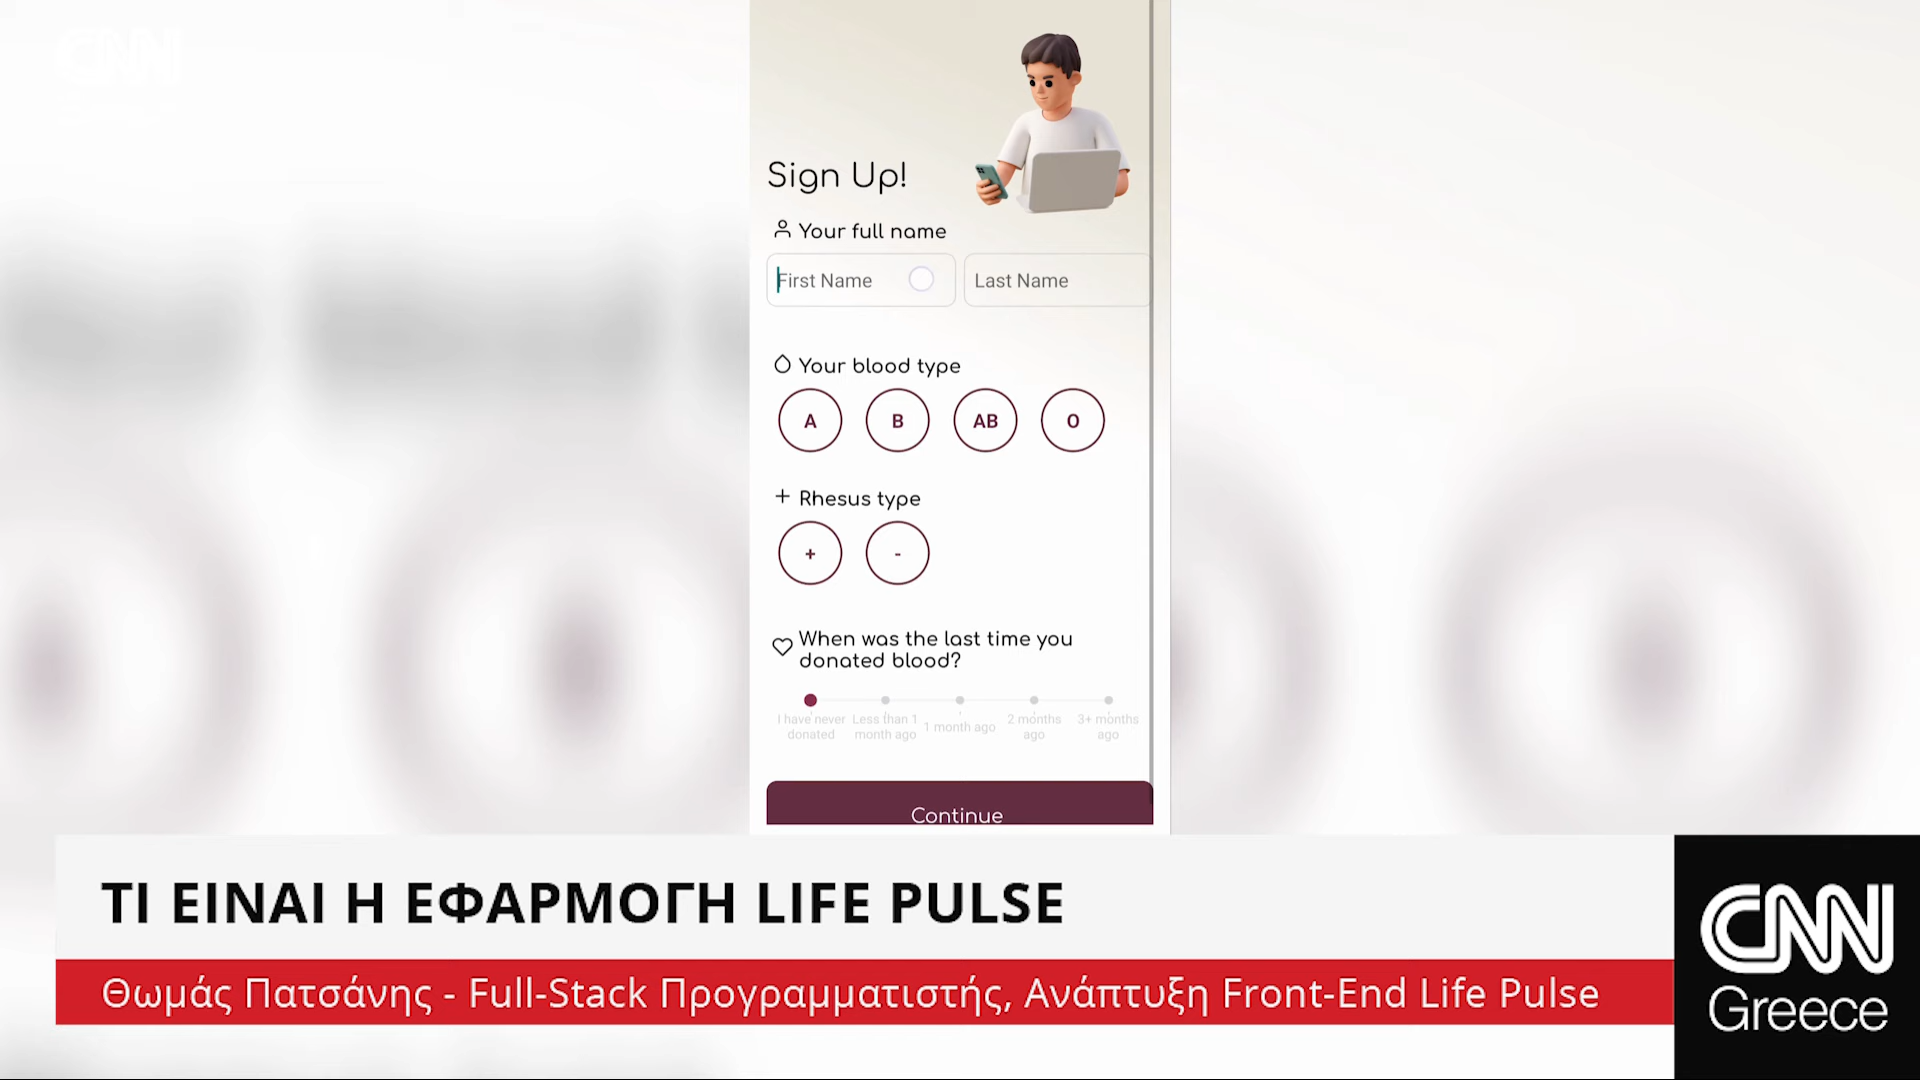 CNN
Sign Up!
Your full name
First Name
Last Name
Your blood type
A B AB O
Rhesus type
+ -
When was the last time you
donated blood?
I have never
donated
Less than 1
month ago
1 month ago
2 months
ago
3+ months
ago
Continue
ΤΙ ΕΙΝΑΙ Η ΕΦΑΡΜΟΓΗ LIFE PULSE
Θωμάς Πατσάνης - Full-Stack Προγραμματιστής, Ανάπτυξη Front-End Life Pulse
CNN
Greece